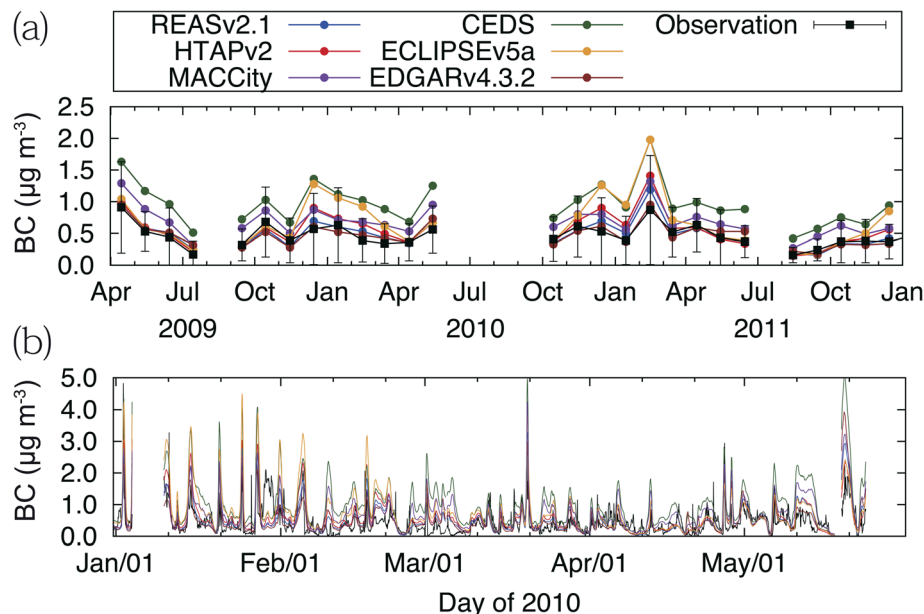 (a)
REASv2.1 CEDS Observation
HTAPv2 ECLIPSEv5a
MACCity EDGARv4.3.2
2.5
2.0
1.5
1.0
0.5
0.0
BC (μg m⁻³)
Apr Jul Oct Jan Apr Jul Oct Jan Apr Jul Oct Jan
2009 2010 2011
(b)
5.0
4.0
3.0
2.0
1.0
0.0
BC (μg m⁻³)
Jan/01 Feb/01 Mar/01 Apr/01 May/01
Day of 2010